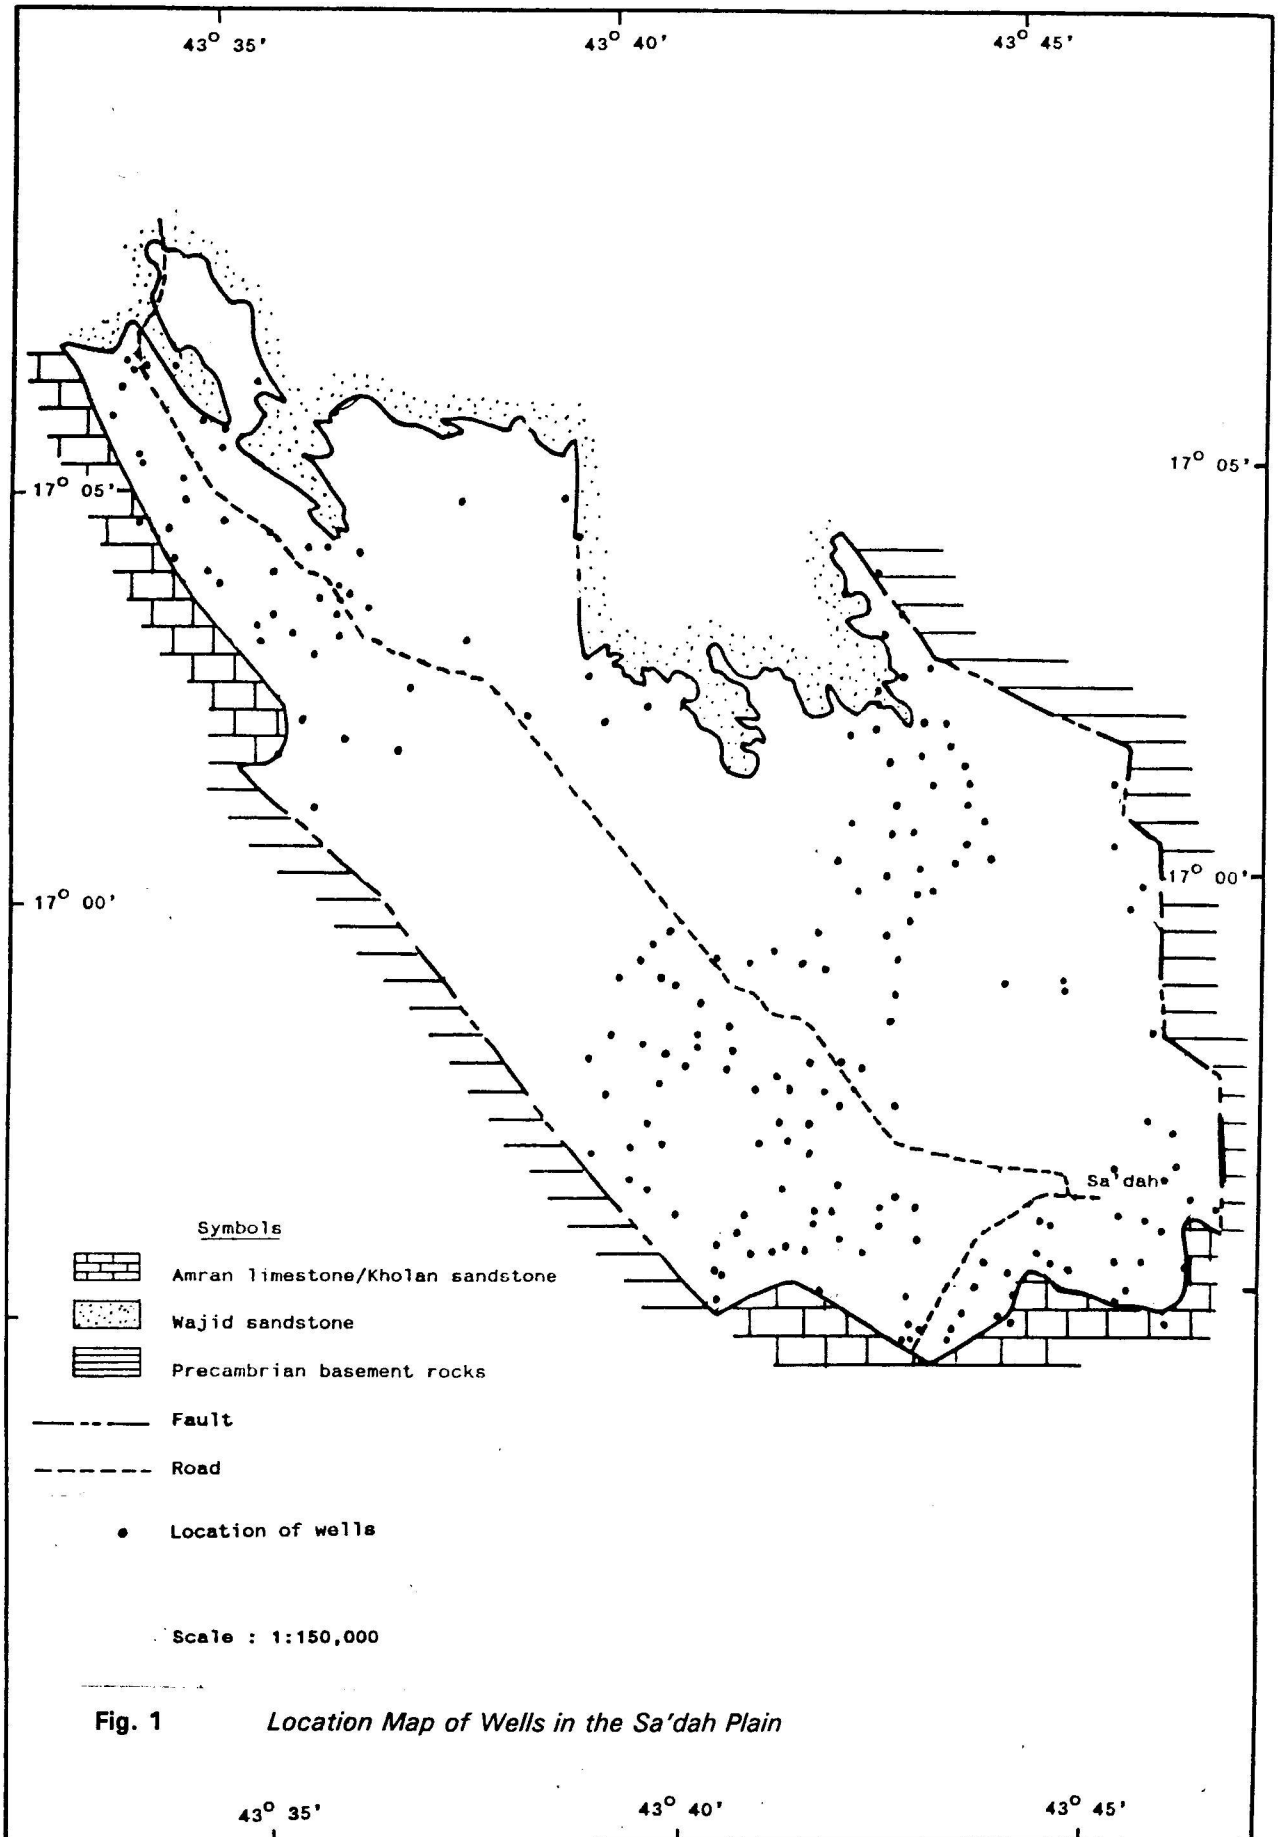 43° 35' 43° 40' 43° 45'
17° 05'
17° 05'
17° 00'
17° 00'
Sa'dah
Symbols
Amran limestone/Kholan sandstone
Wajid sandstone
Precambrian basement rocks
Fault
Road
Location of wells
Scale : 1:150,000
Fig. 1 Location Map of Wells in the Sa'dah Plain
43° 35' 43° 40' 43° 45'